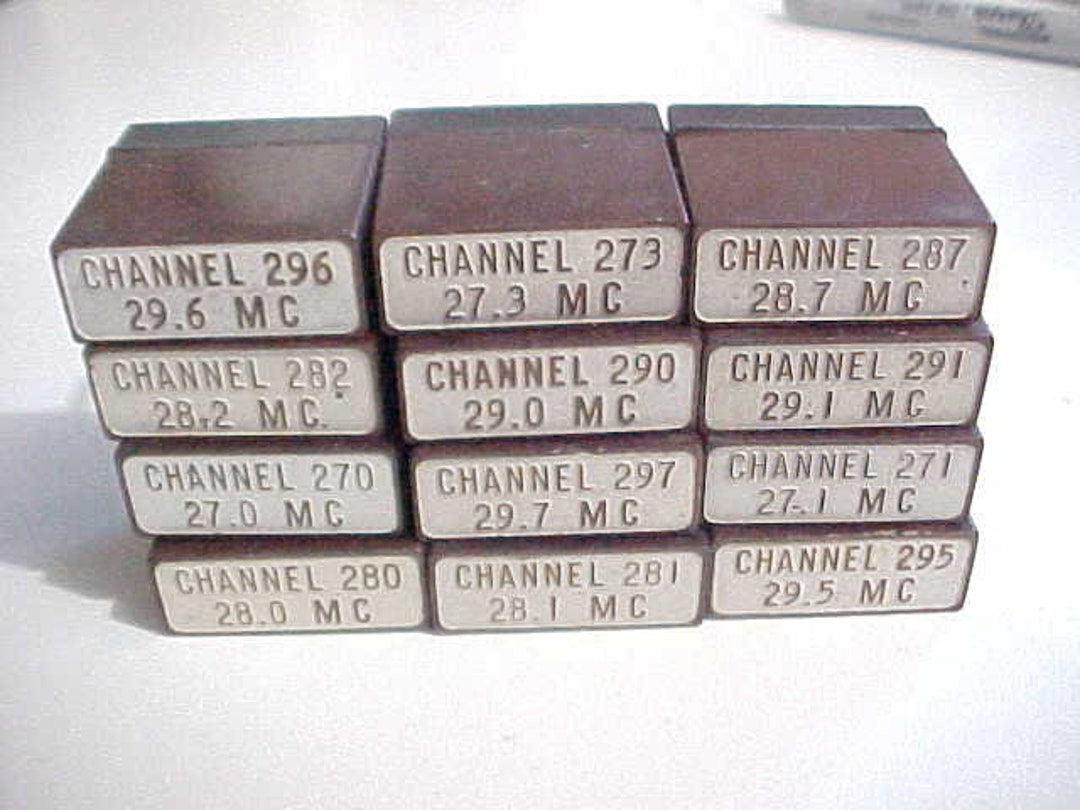 CHANNEL 296
29.6 MC
CHANNEL 273
27.3 MC
CHANNEL 287
28.7 MC
CHANNEL 282
28.2 MC.
CHANNEL 290
29.0 MC
CHANNEL 291
29.1 MC
CHANNEL 270
27.0 MC
CHANNEL 297
29.7 MC
CHANNEL 271
27.1 MC
CHANNEL 280
28.0 MC
CHANNEL 281
28.1 MC
CHANNEL 295
29.5 MC